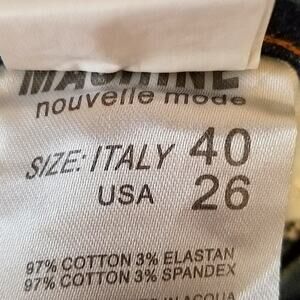 MACHINE
nouvelle mode
SIZE: ITALY 40
USA 26
97% COTTON 3% ELASTAN
97% COTTON 3% SPANDEX